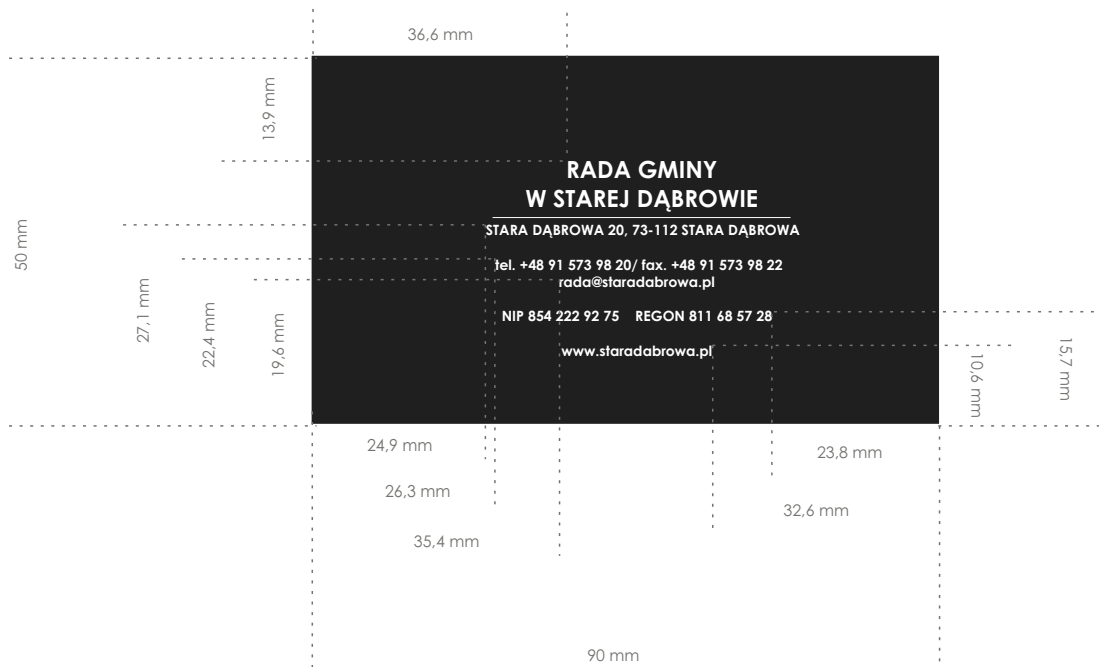 36,6 mm
13,9 mm
50 mm
RADA GMINY
W STAREJ DĄBROWIE
STARA DĄBROWA 20, 73-112 STARA DĄBROWA
tel. +48 91 573 98 20/ fax. +48 91 573 98 22
rada@staradabrowa.pl
NIP 854 222 92 75 REGON 811 68 57 28
www.staradabrowa.pl
27,1 mm
22,4 mm
19,6 mm
10,6 mm
15,7 mm
24,9 mm
23,8 mm
26,3 mm
32,6 mm
35,4 mm
90 mm